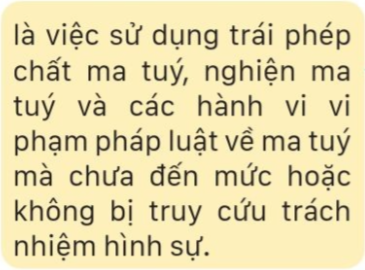 là việc sử dụng trái phép
chất ma tuý, nghiện ma
tuý và các hành vi vi
phạm pháp luật về ma tuý
mà chưa đến mức hoặc
không bị truy cứu trách
nhiệm hình sự.